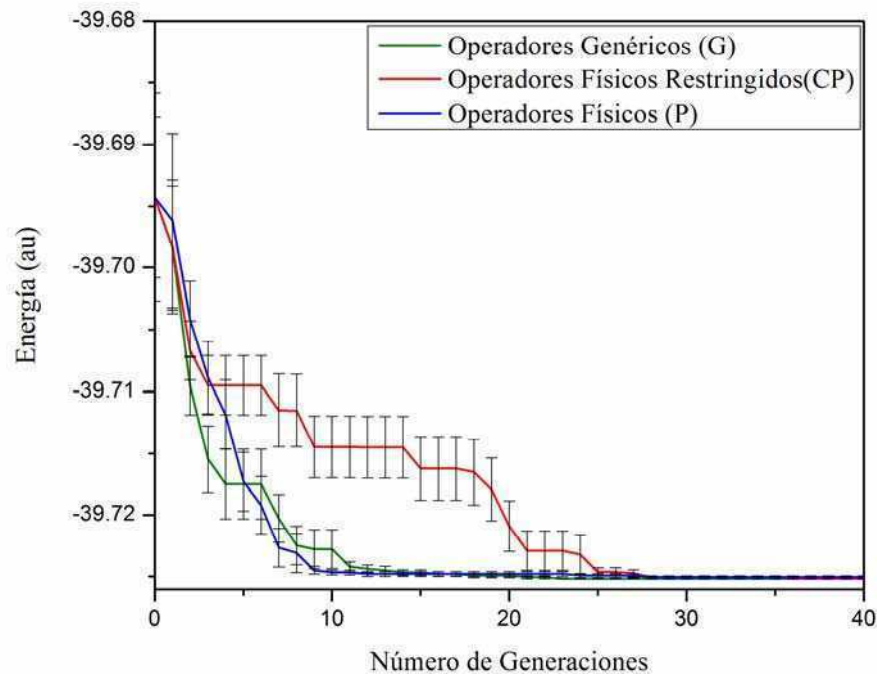 -39.68
-39.69
-39.70
-39.71
-39.72
Energía (au)
Operadores Genéricos (G)
Operadores Físicos Restringidos(CP)
Operadores Físicos (P)
0
10
20
30
40
Número de Generaciones